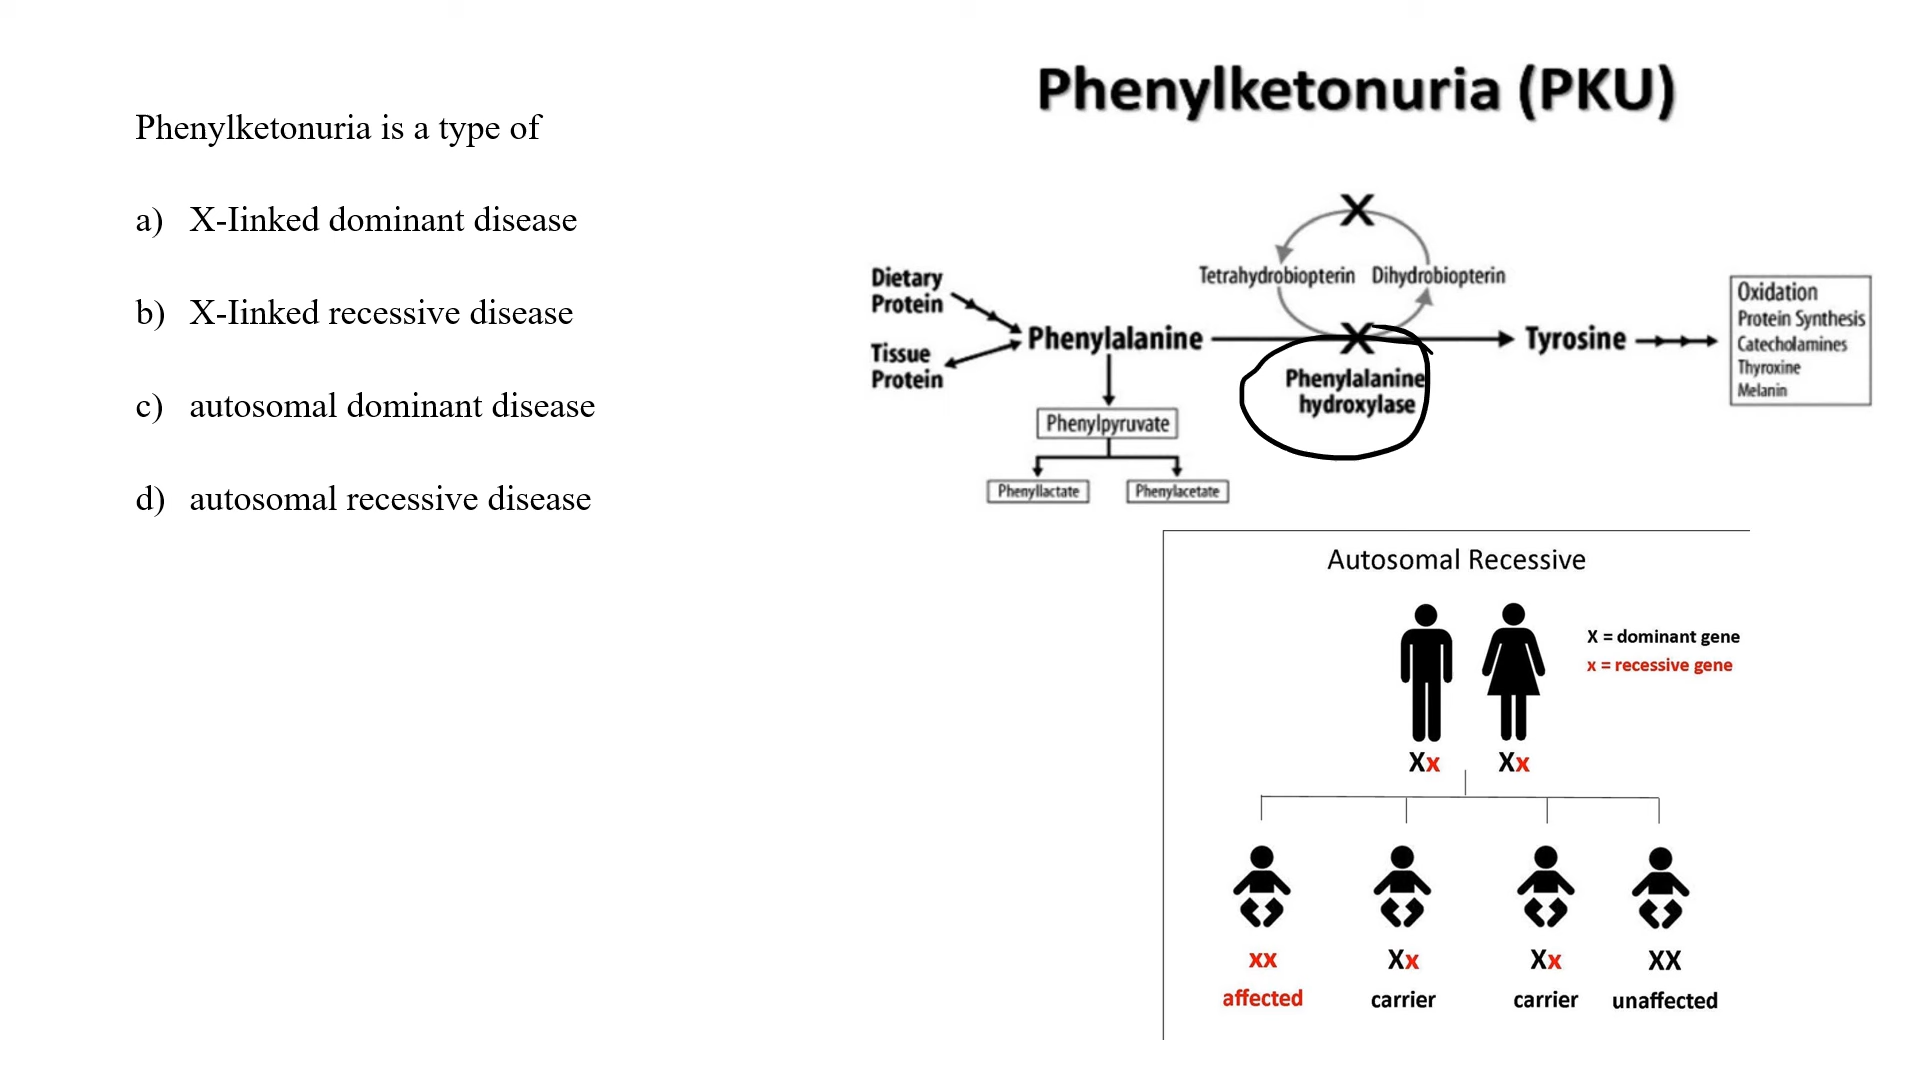 Phenylketonuria is a type of
a) X-Iinked dominant disease
b) X-Iinked recessive disease
c) autosomal dominant disease
d) autosomal recessive disease
Phenylketonuria (PKU)
X
Tetrahydrobiopterin Dihydrobiopterin
Dietary
Protein
Tissue
Protein
Phenylalanine
X
Phenylalanine
hydroxylase
Tyrosine
Oxidation
Protein Synthesis
Catecholamines
Thyroxine
Melanin
Phenylpyruvate
Phenyllactate
Phenylacetate
Autosomal Recessive
X = dominant gene
x = recessive gene
Xx Xx
xx Xx Xx XX
affected carrier carrier unaffected